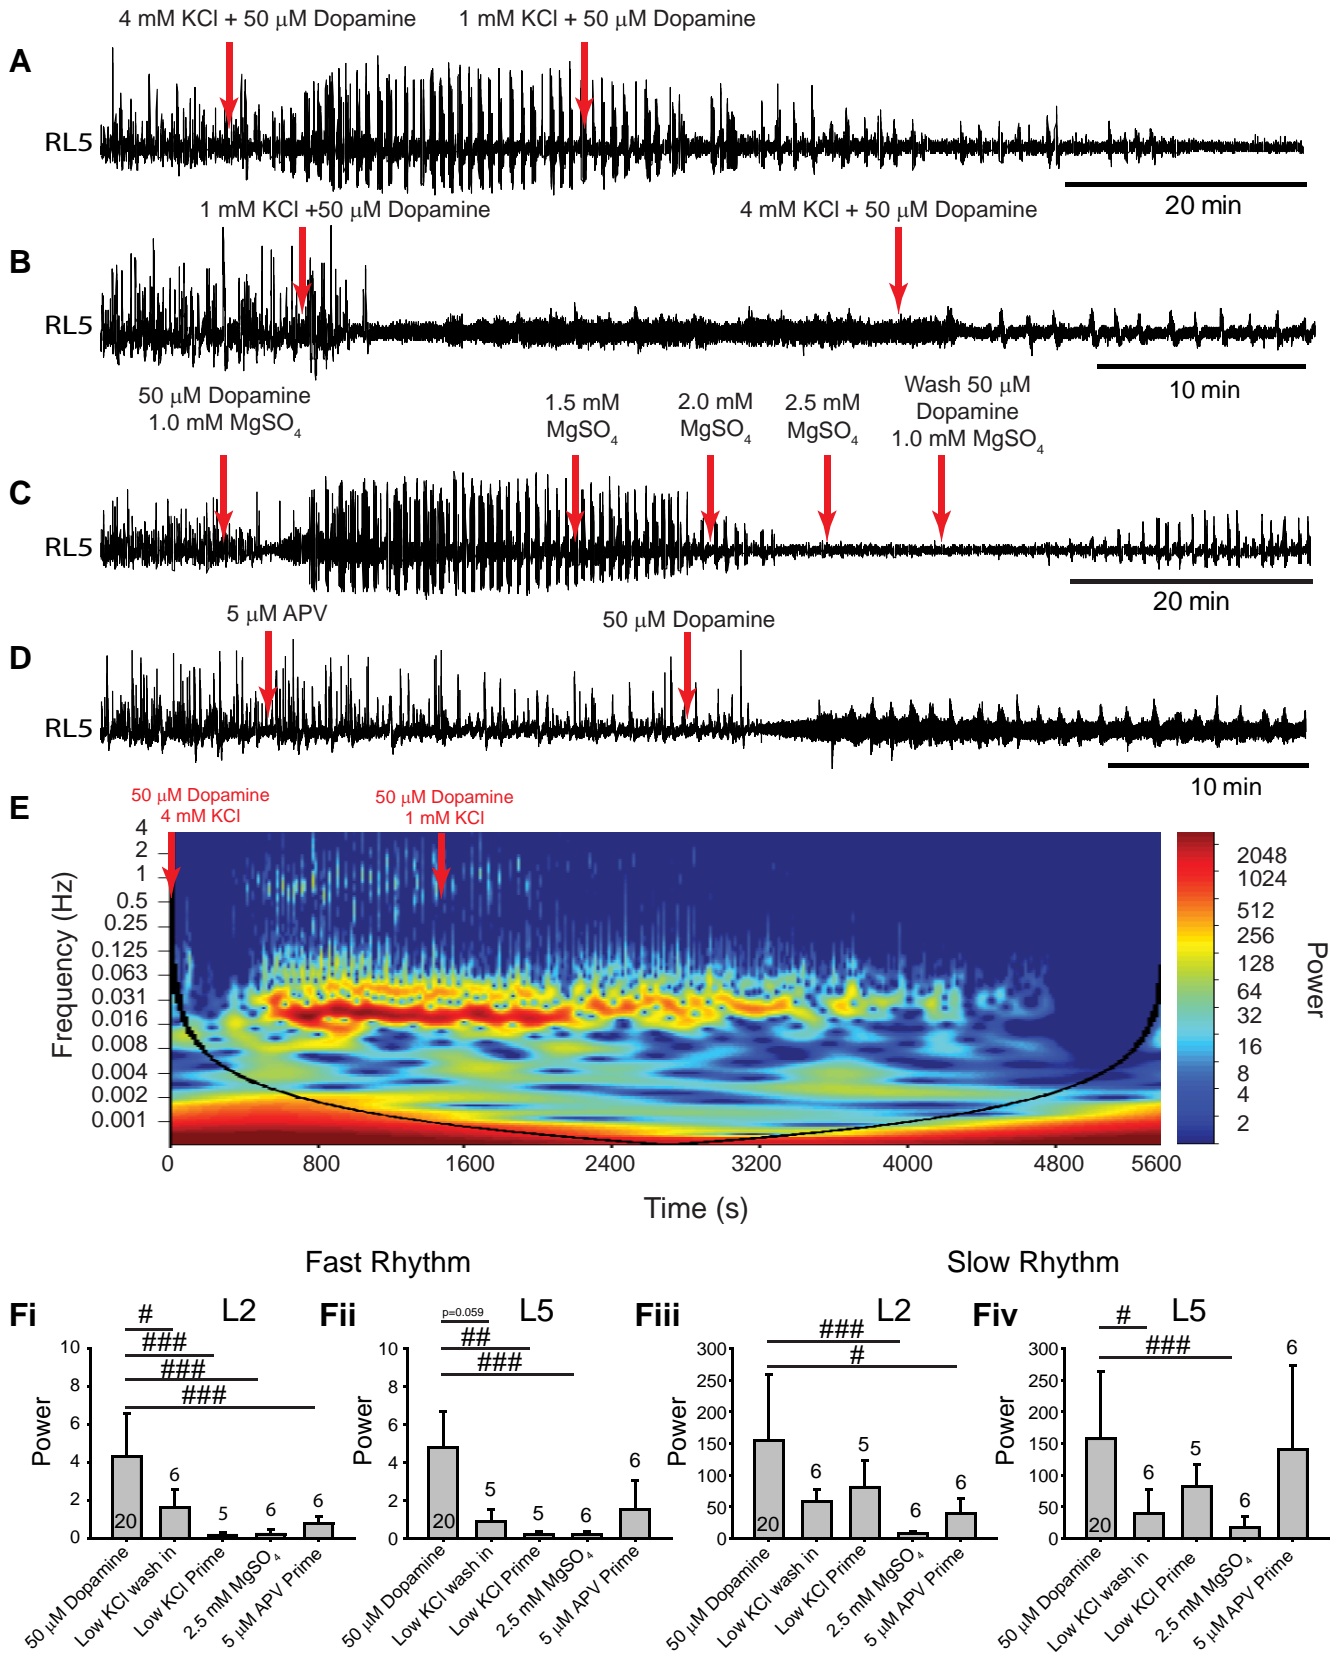 4 mM KCl + 50 μM Dopamine
1 mM KCl + 50 μM Dopamine
A
RL5
20 min
1 mM KCl +50 μM Dopamine
4 mM KCl + 50 μM Dopamine
B
RL5
10 min
50 μM Dopamine
1.0 mM MgSO4
1.5 mM
MgSO4
2.0 mM
MgSO4
2.5 mM
MgSO4
Wash 50 μM
Dopamine
1.0 mM MgSO4
C
RL5
20 min
5 μM APV
50 μM Dopamine
D
RL5
10 min
E
50 μM Dopamine
4 mM KCl
50 μM Dopamine
1 mM KCl
Frequency (Hz)
4
2
1
0.5
0.25
0.125
0.063
0.031
0.016
0.008
0.004
0.002
0.001
0
800
1600
2400
3200
4000
4800
5600
Time (s)
2048
1024
512
256
128
64
32
16
8
4
2
Power
Fast Rhythm
Slow Rhythm
Fi
L2
#
###
###
###
Power
10
8
6
4
2
0
20
6
5
6
6
50 μM Dopamine
Low KCl wash in
Low KCl Prime
2.5 mM MgSO4
5 μM APV Prime
Fii
L5
p=0.059
##
###
Power
10
8
6
4
2
0
20
5
5
6
6
50 μM Dopamine
Low KCl wash in
Low KCl Prime
2.5 mM MgSO4
5 μM APV Prime
Fiii
L2
###
#
Power
300
250
200
150
100
50
0
20
6
5
6
6
50 μM Dopamine
Low KCl wash in
Low KCl Prime
2.5 mM MgSO4
5 μM APV Prime
Fiv
L5
#
###
Power
300
250
200
150
100
50
0
20
6
5
6
6
50 μM Dopamine
Low KCl wash in
Low KCl Prime
2.5 mM MgSO4
5 μM APV Prime